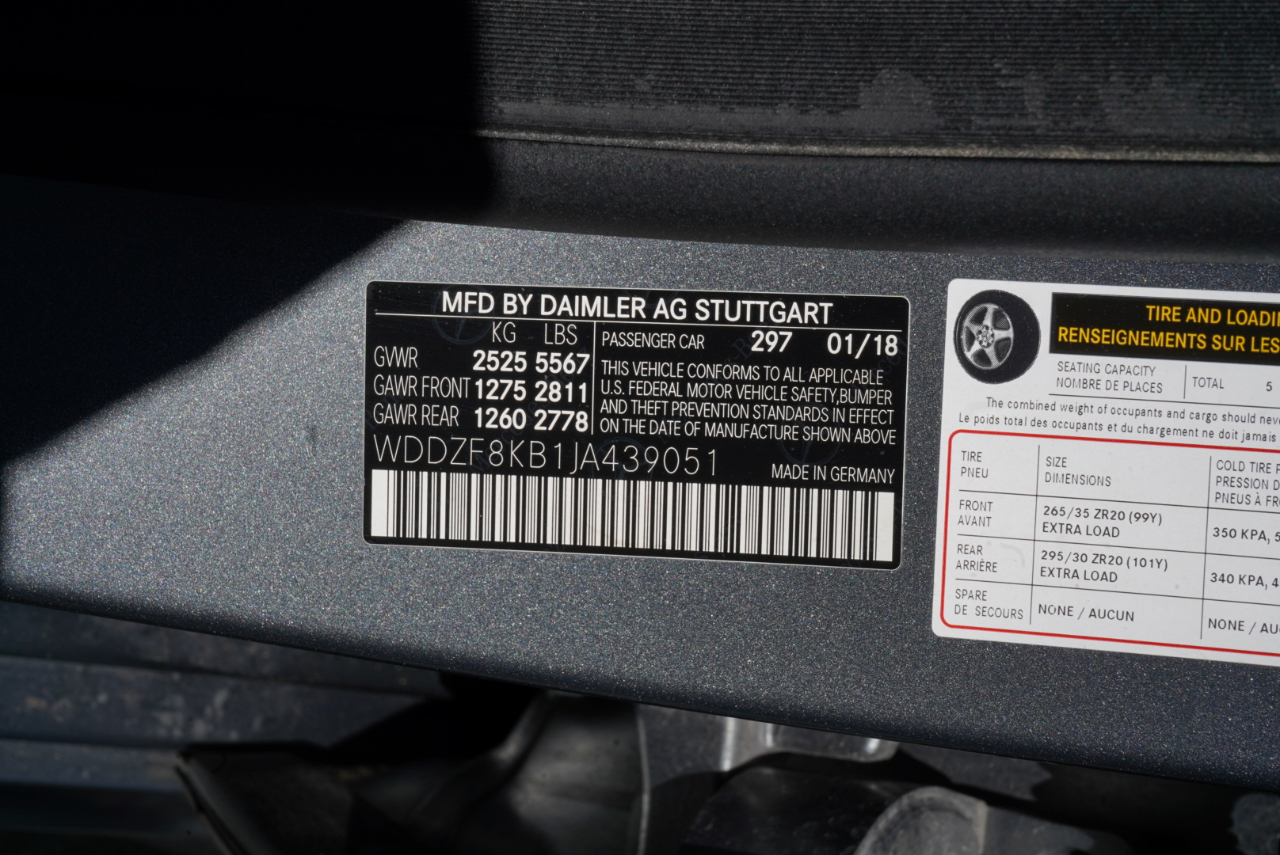 MFD BY DAIMLER AG STUTTGART
KG LBS
GVWR 2525 5567
GAWR FRONT 1275 2811
GAWR REAR 1260 2778
PASSENGER CAR 297 01/18
THIS VEHICLE CONFORMS TO ALL APPLICABLE
U.S. FEDERAL MOTOR VEHICLE SAFETY,BUMPER
AND THEFT PREVENTION STANDARDS IN EFFECT
ON THE DATE OF MANUFACTURE SHOWN ABOVE
WDDZF8KB1JA439051
MADE IN GERMANY
TIRE AND LOADI
RENSEIGNEMENTS SUR LES
SEATING CAPACITY
NOMBRE DE PLACES
TOTAL 5
The combined weight of occupants and cargo should neve
Le poids total des occupants et du chargement ne doit jamais
TIRE
PNEU
SIZE
DIMENSIONS
COLD TIRE P
PRESSION D
PNEUS À FR
FRONT
AVANT
265/35 ZR20 (99Y)
EXTRA LOAD
350 KPA, 5
REAR
ARRIÈRE
295/30 ZR20 (101Y)
EXTRA LOAD
340 KPA, 4
SPARE
DE SECOURS
NONE / AUCUN
NONE / AU